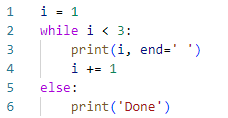 1 i = 1
2 while i < 3:
3     print(i, end=' ')
4     i += 1
5 else:
6     print('Done')